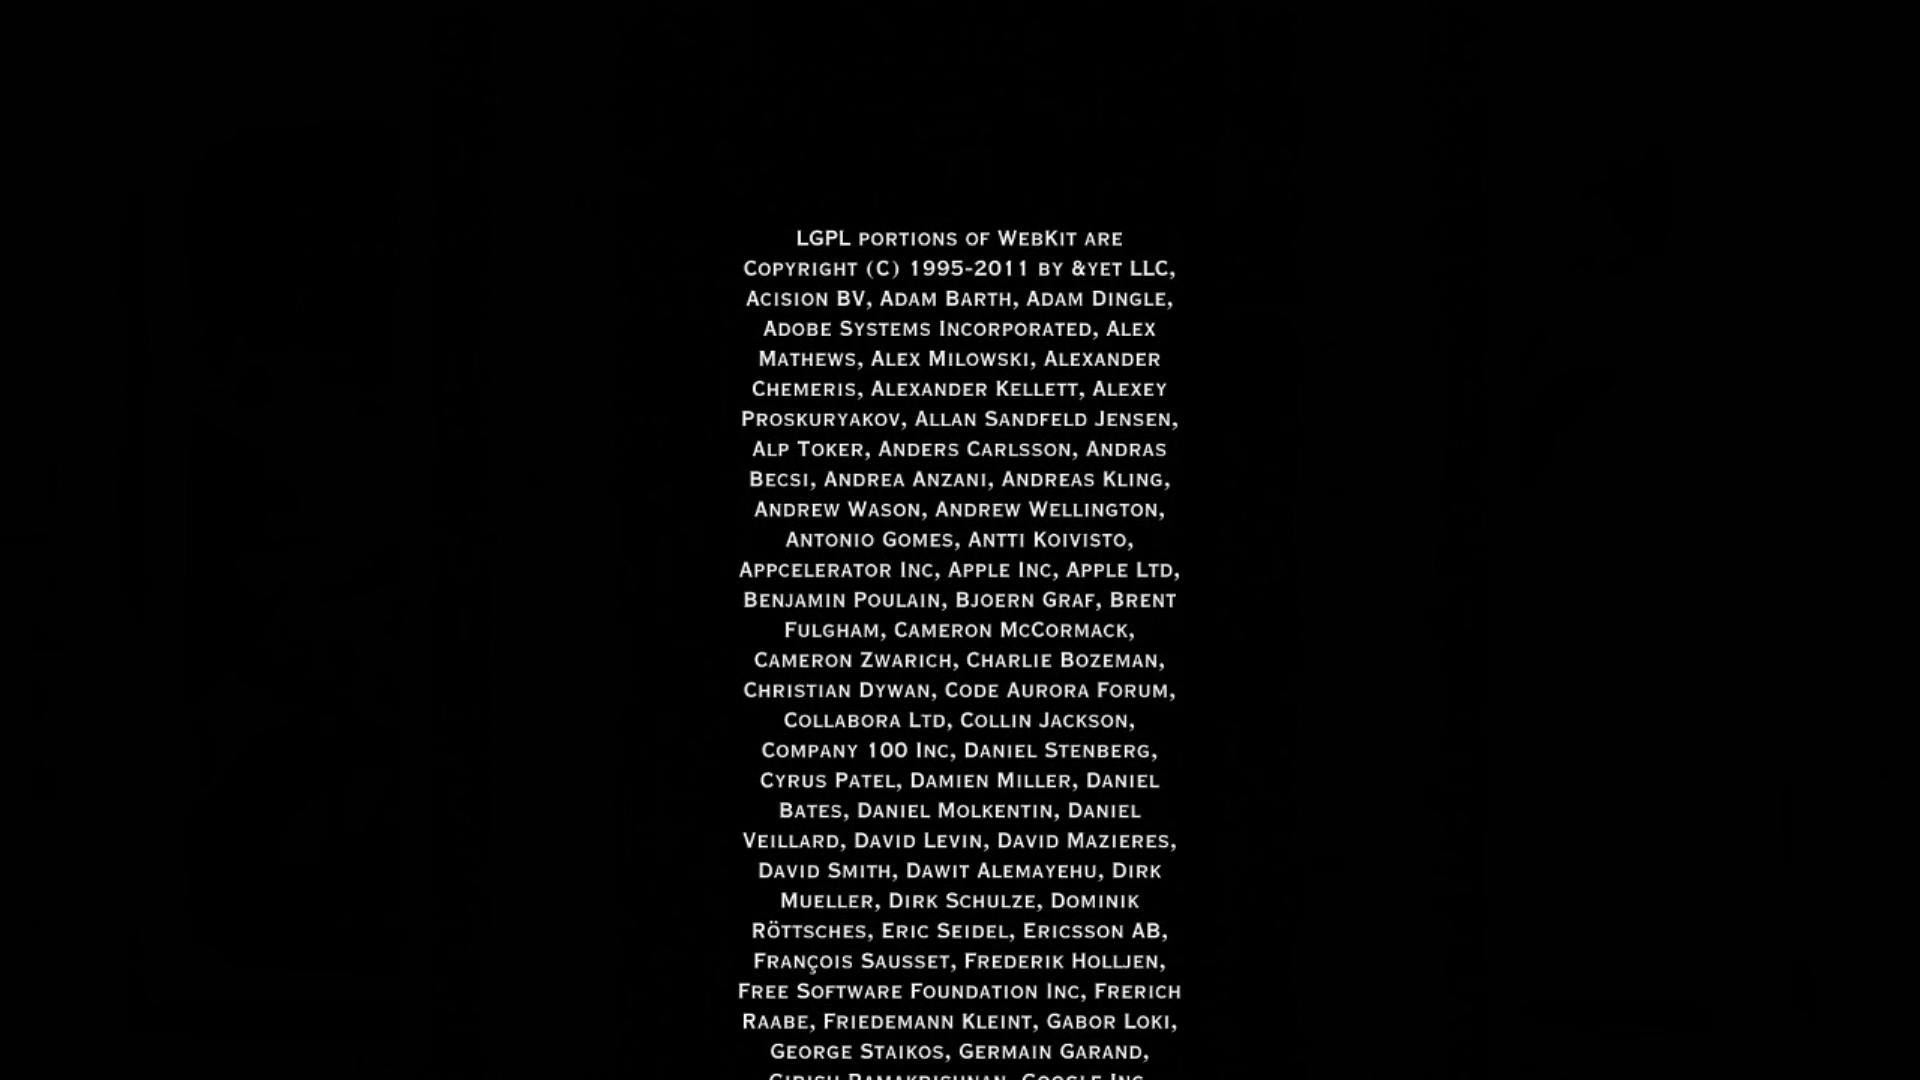 LGPL portions of WebKit are
Copyright (C) 1995-2011 by &yet LLC,
Acision BV, Adam Barth, Adam Dingle,
Adobe Systems Incorporated, Alex
Mathews, Alex Milowski, Alexander
Chemeris, Alexander Kellett, Alexey
Proskuryakov, Allan Sandfeld Jensen,
Alp Toker, Anders Carlsson, Andras
Becsi, Andrea Anzani, Andreas Kling,
Andrew Wason, Andrew Wellington,
Antonio Gomes, Antti Koivisto,
Appcelerator Inc, Apple Inc, Apple Ltd,
Benjamin Poulain, Bjoern Graf, Brent
Fulgham, Cameron McCormack,
Cameron Zwarich, Charlie Bozeman,
Christian Dywan, Code Aurora Forum,
Collabora Ltd, Collin Jackson,
Company 100 Inc, Daniel Stenberg,
Cyrus Patel, Damien Miller, Daniel
Bates, Daniel Molkentin, Daniel
Veillard, David Levin, David Mazieres,
David Smith, Dawit Alemayehu, Dirk
Mueller, Dirk Schulze, Dominik
Röttsches, Eric Seidel, Ericsson AB,
François Sausset, Frederik Holljen,
Free Software Foundation Inc, Frerich
Raabe, Friedemann Kleint, Gabor Loki,
George Staikos, Germain Garand,
Girish Ramakrishnan, Google Inc,